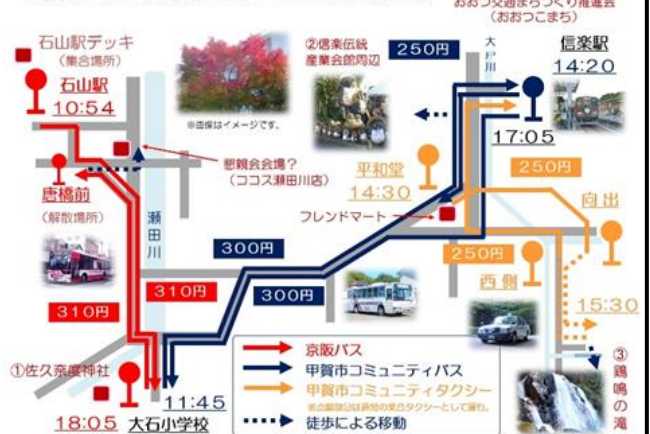 おおつ交通まちづくり推進会
（おおつこまち）
石山駅デッキ
（集合場所）
石山駅
10:54
※画像はイメージです。
②信楽伝統
産業会館周辺
250円
大戸川
信楽駅
14:20
17:05
懇親会会場？
（ココス瀬田川店）
唐橋前
（解散場所）
瀬田川
平和堂
14:30
フレンドマート
250円
向出
300円
300円
250円
西側
310円
310円
15:30
①佐久奈度神社
18:05
大石小学校
11:45
京阪バス
甲賀市コミュニティバス
甲賀市コミュニティタクシー
徒歩による移動
③鶏鳴の滝